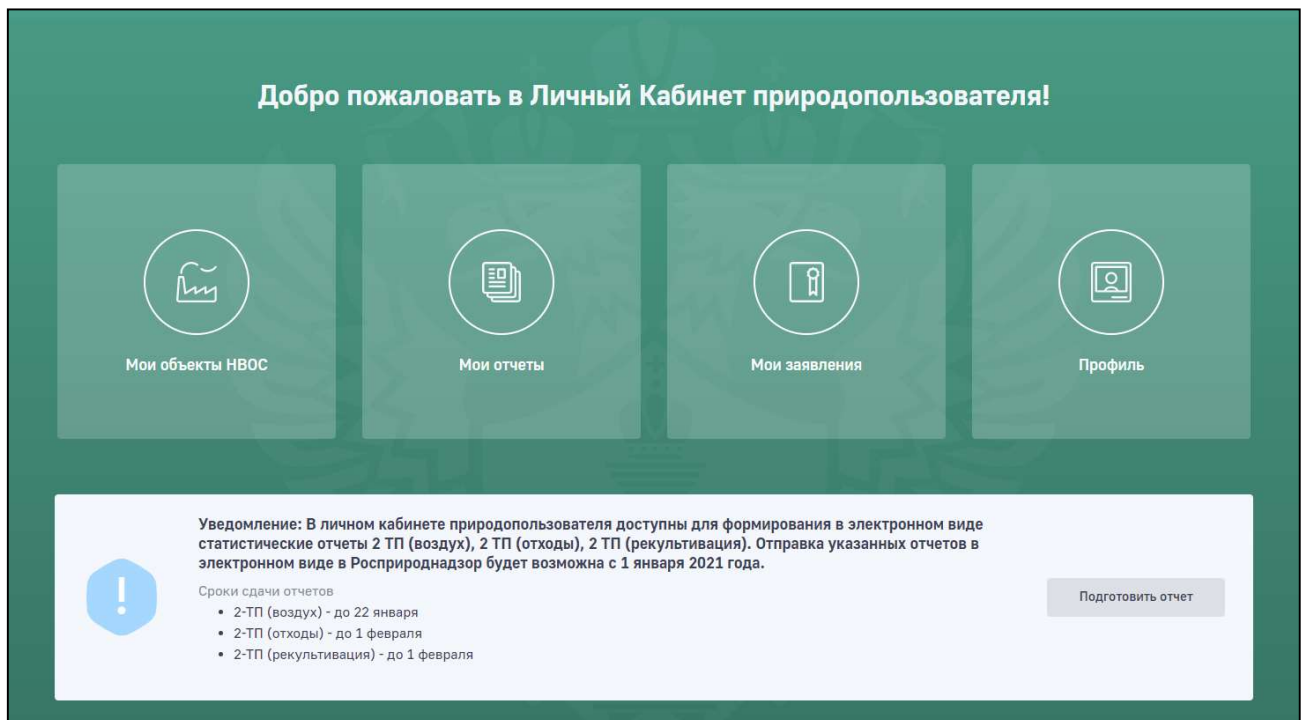 Добро пожаловать в Личный Кабинет природопользователя!
Мои объекты НВОС
Мои отчеты
Мои заявления
Профиль
Уведомление: В личном кабинете природопользователя доступны для формирования в электронном виде
статистические отчеты 2 ТП (воздух), 2 ТП (отходы), 2 ТП (рекультивация). Отправка указанных отчетов в
электронном виде в Росприроднадзор будет возможна с 1 января 2021 года.
Сроки сдачи отчетов
• 2-ТП (воздух) - до 22 января
• 2-ТП (отходы) - до 1 февраля
• 2-ТП (рекультивация) - до 1 февраля
Подготовить отчет